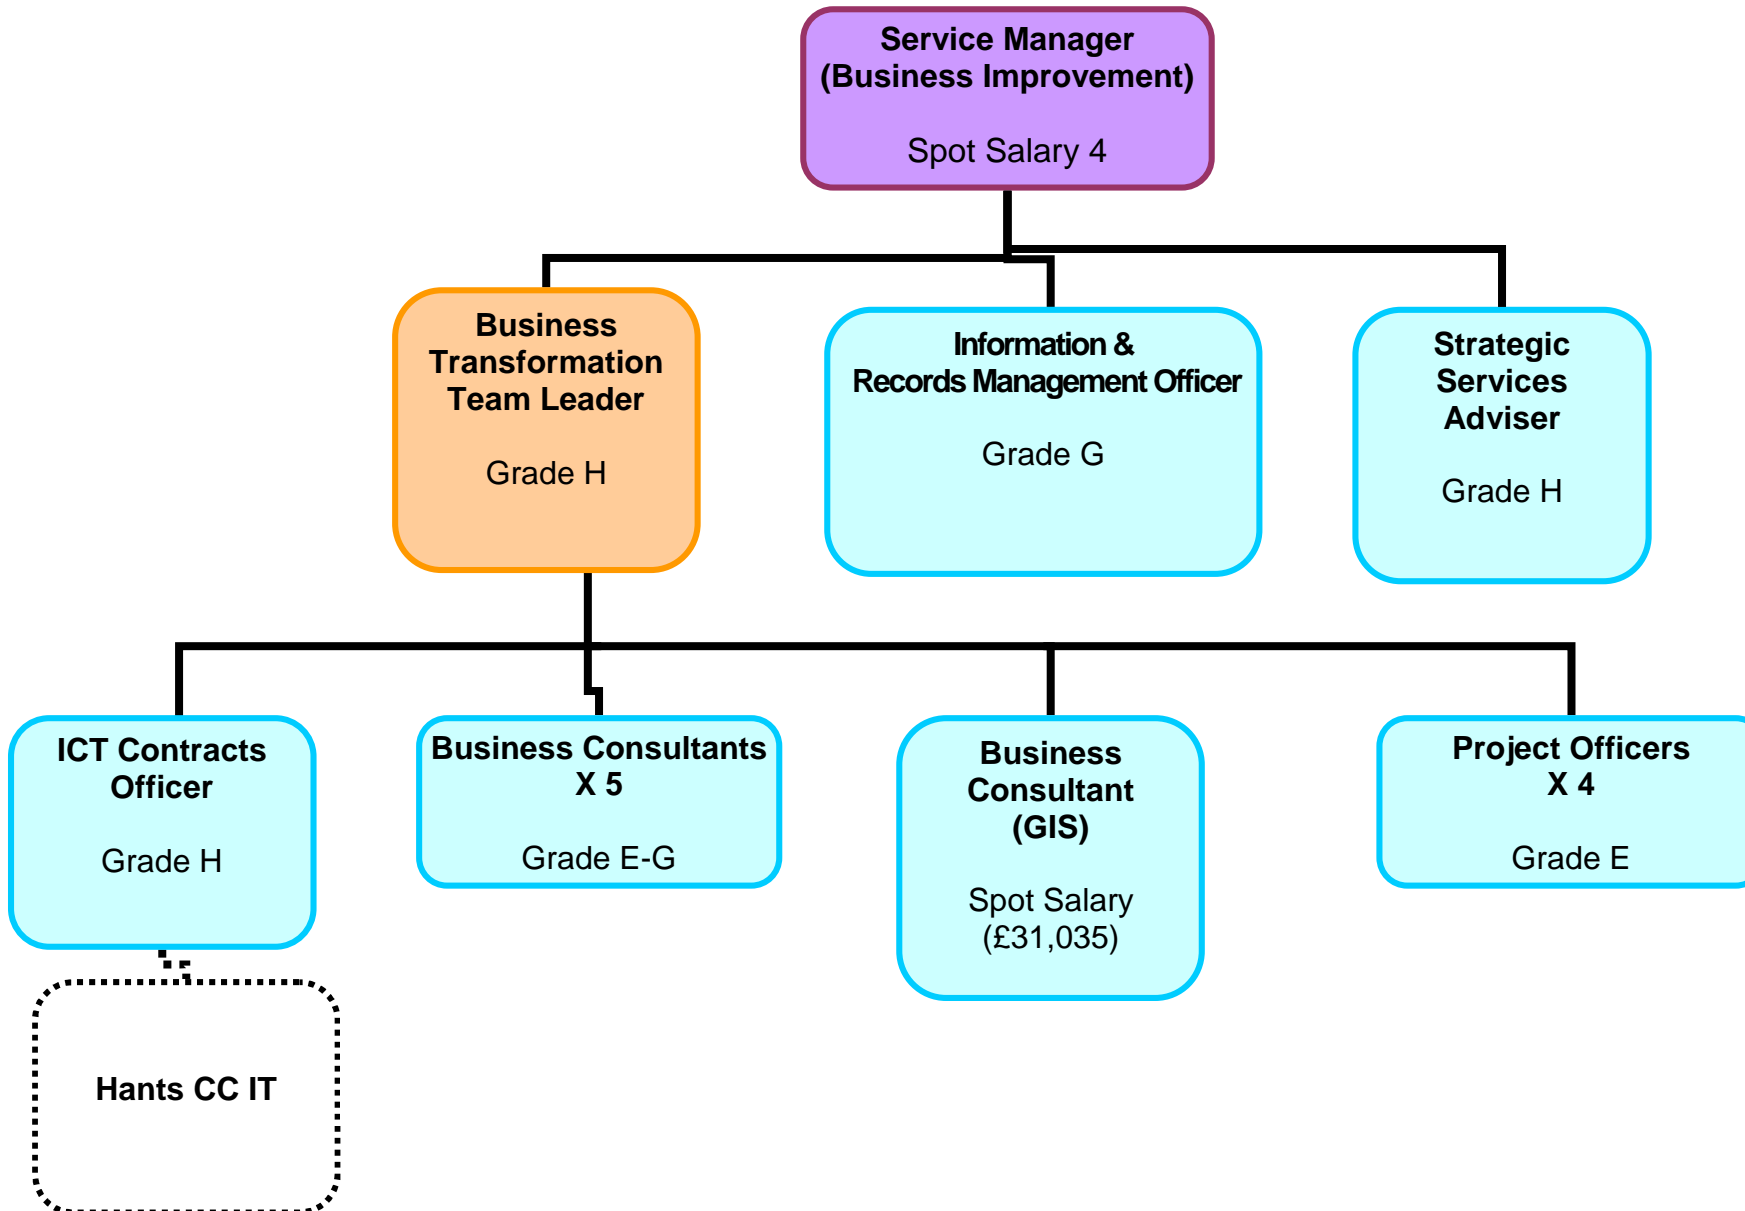 Service Manager
(Business Improvement)
Spot Salary 4
Business
Transformation
Team Leader
Grade H
Information &
Records Management Officer
Grade G
Strategic
Services
Adviser
Grade H
ICT Contracts
Officer
Grade H
Business Consultants
X 5
Grade E-G
Business
Consultant
(GIS)
Spot Salary
(£31,035)
Project Officers
X 4
Grade E
Hants CC IT